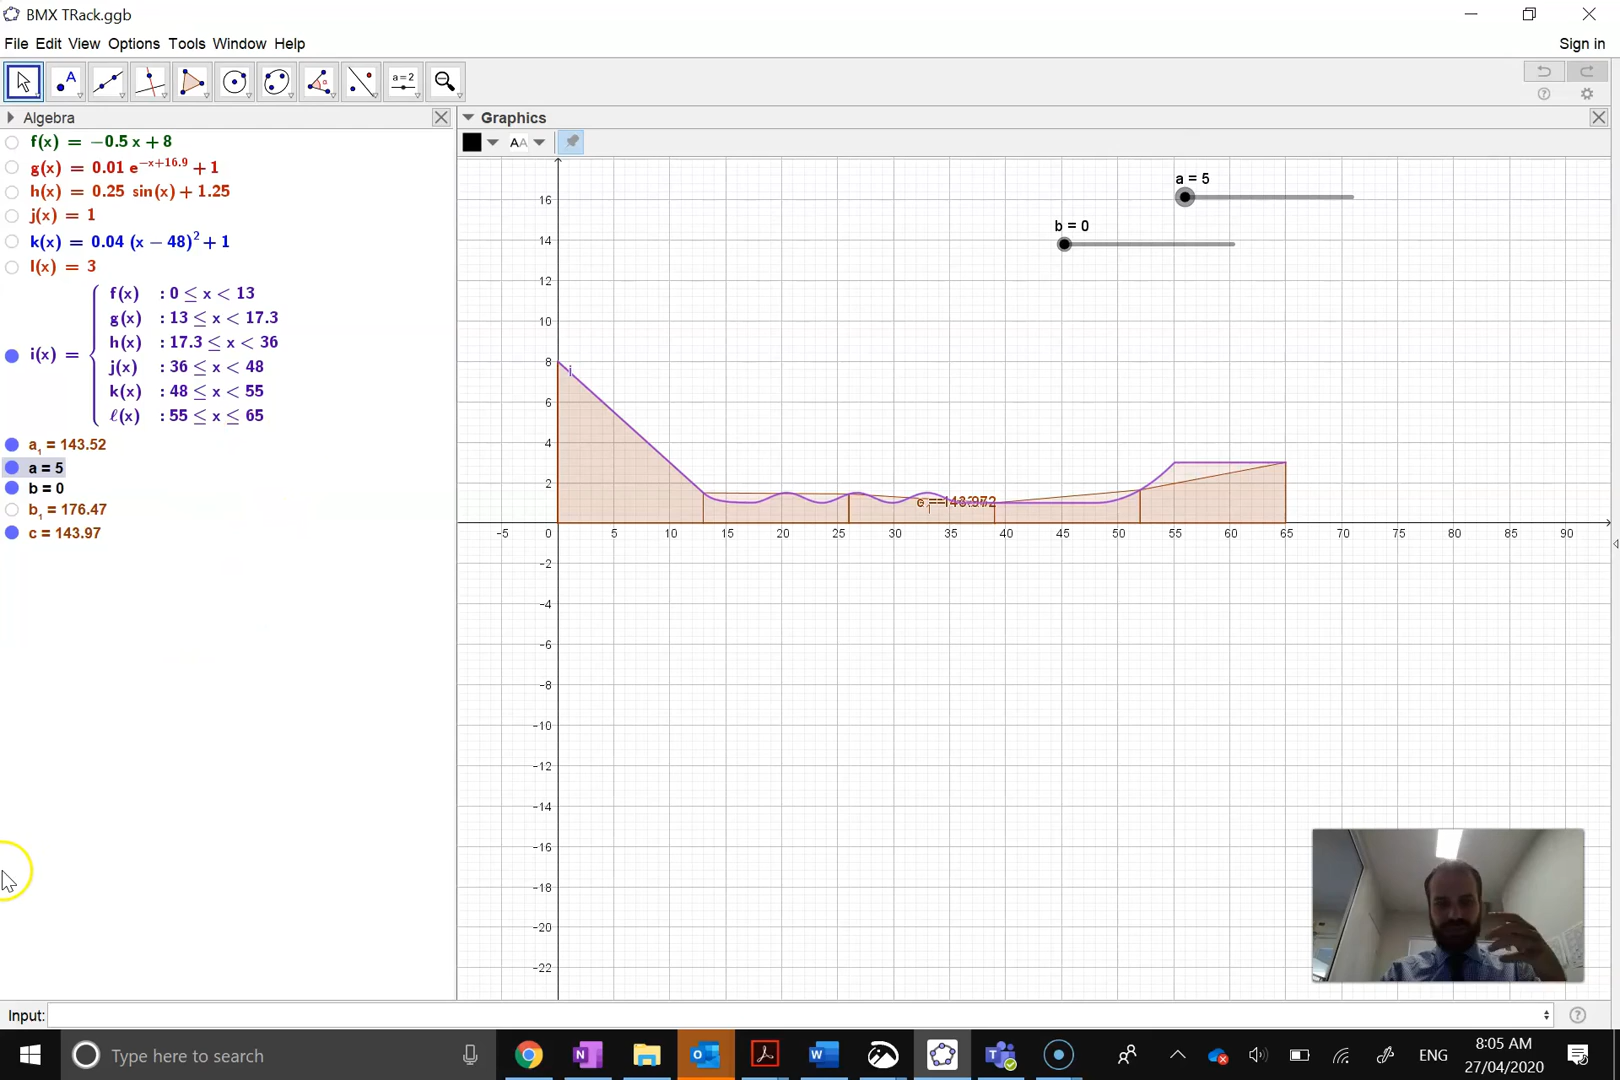 BMX TRack.ggb
File Edit View Options Tools Window Help
Sign in
a=2
Algebra
Graphics
AA
f(x) = −0.5 x + 8
g(x) = 0.01 e^(−x+16.9) + 1
h(x) = 0.25 sin(x) + 1.25
j(x) = 1
k(x) = 0.04 (x − 48)² + 1
l(x) = 3
f(x) : 0 ≤ x < 13
g(x) : 13 ≤ x < 17.3
h(x) : 17.3 ≤ x < 36
i(x) =
j(x) : 36 ≤ x < 48
k(x) : 48 ≤ x < 55
ℓ(x) : 55 ≤ x ≤ 65
a₁ = 143.52
a = 5
b = 0
b₁ = 176.47
c = 143.97
a = 5
b = 0
16
14
12
10
8
i
6
4
2
-5 0 5 10 15 20 25 30 35 40 45 50 55 60 65 70 75 80 85 90
-2
-4
-6
-8
-10
-12
-14
-16
-18
-20
-22
Input:
Type here to search
ENG
8:05 AM
27/04/2020